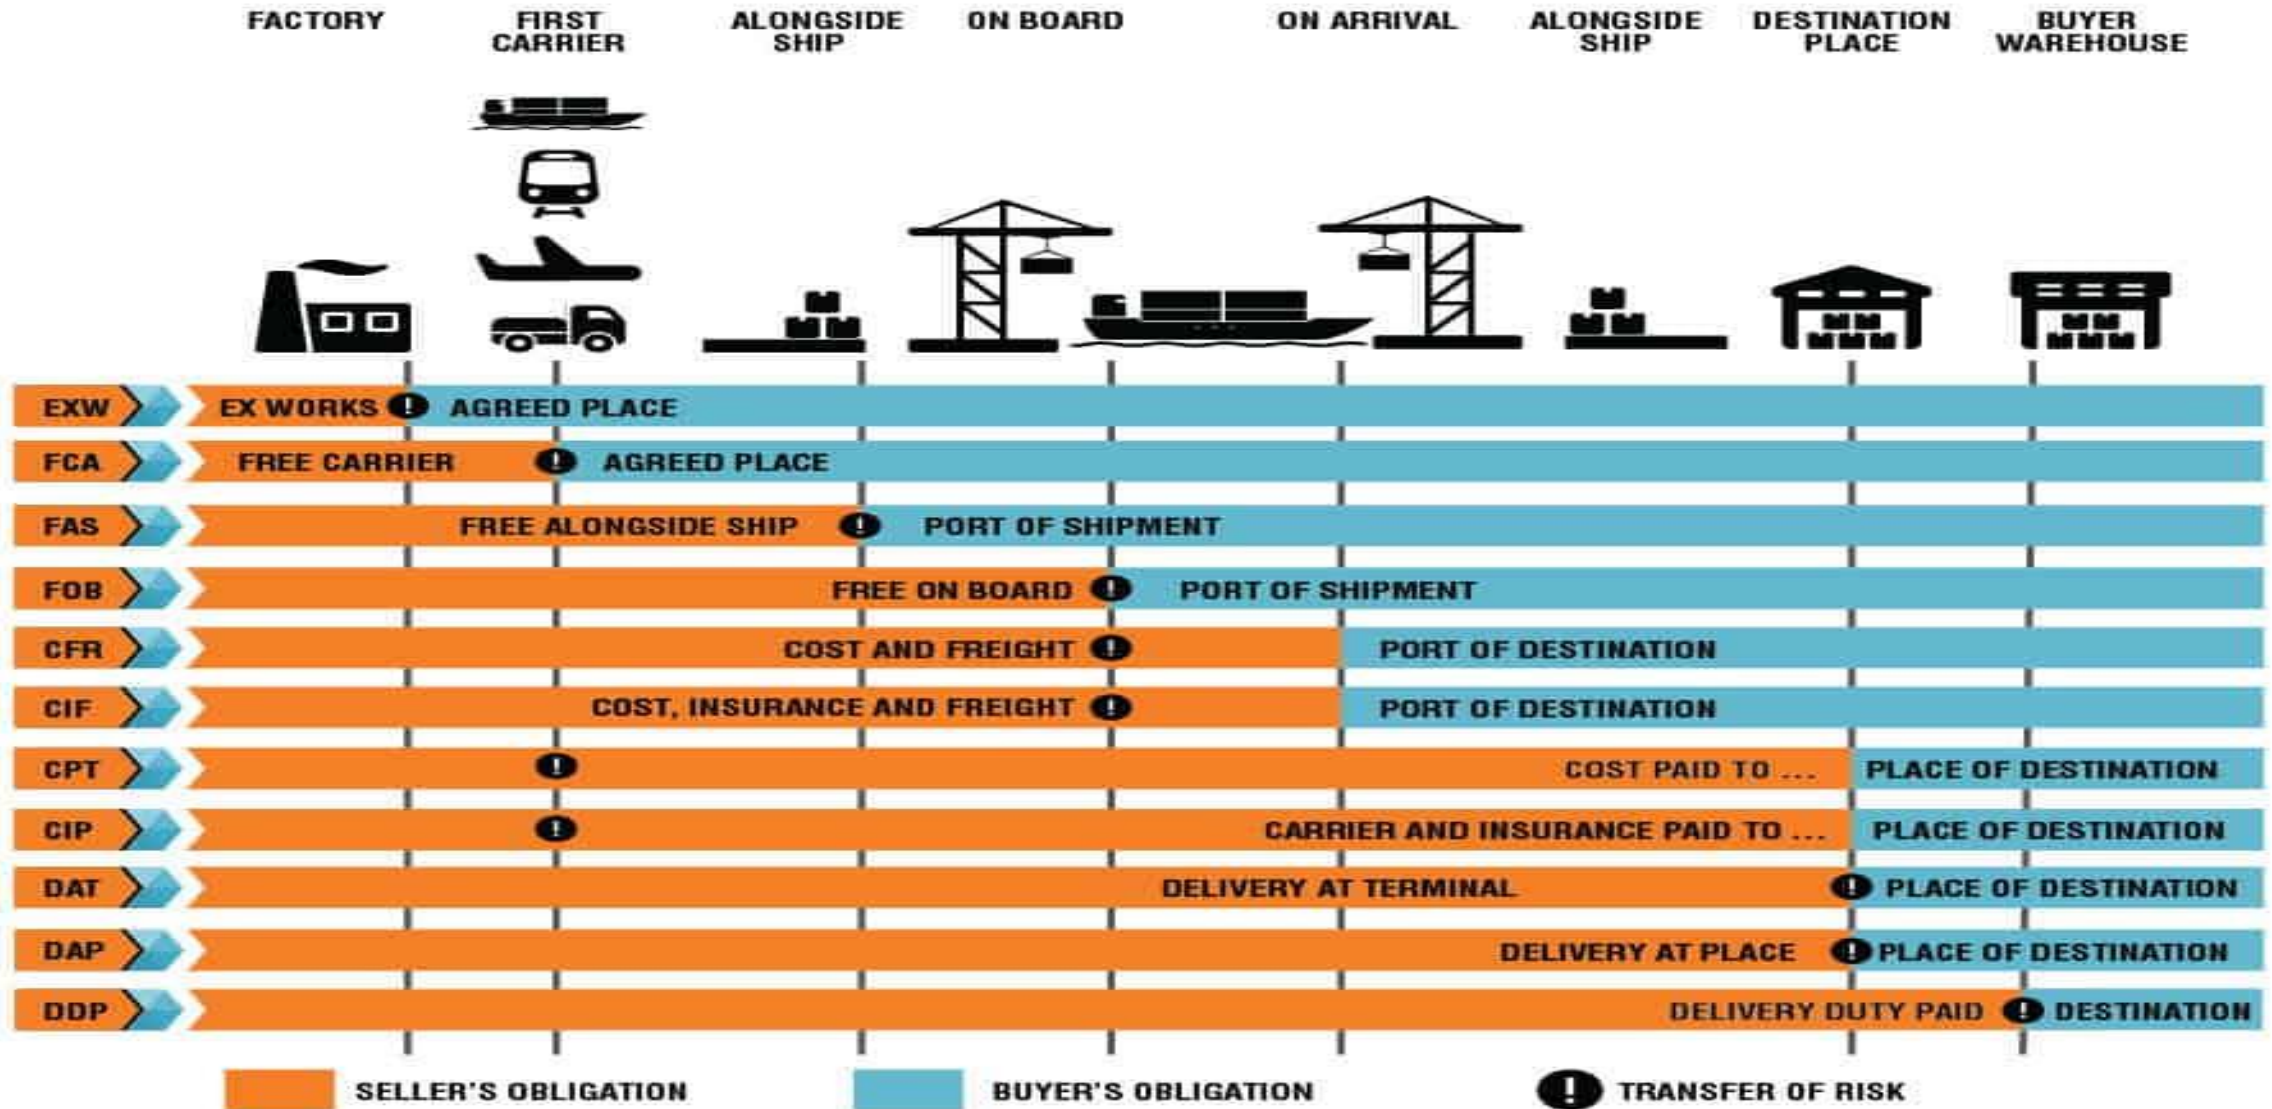 FACTORY
FIRST
CARRIER
ALONGSIDE
SHIP
ON BOARD
ON ARRIVAL
ALONGSIDE
SHIP
DESTINATION
PLACE
BUYER
WAREHOUSE
EXW EX WORKS ! AGREED PLACE
FCA FREE CARRIER ! AGREED PLACE
FAS FREE ALONGSIDE SHIP ! PORT OF SHIPMENT
FOB FREE ON BOARD ! PORT OF SHIPMENT
CFR COST AND FREIGHT ! PORT OF DESTINATION
CIF COST, INSURANCE AND FREIGHT ! PORT OF DESTINATION
CPT ! COST PAID TO ... PLACE OF DESTINATION
CIP ! CARRIER AND INSURANCE PAID TO ... PLACE OF DESTINATION
DAT DELIVERY AT TERMINAL ! PLACE OF DESTINATION
DAP DELIVERY AT PLACE ! PLACE OF DESTINATION
DDP DELIVERY DUTY PAID ! DESTINATION
SELLER'S OBLIGATION BUYER'S OBLIGATION ! TRANSFER OF RISK